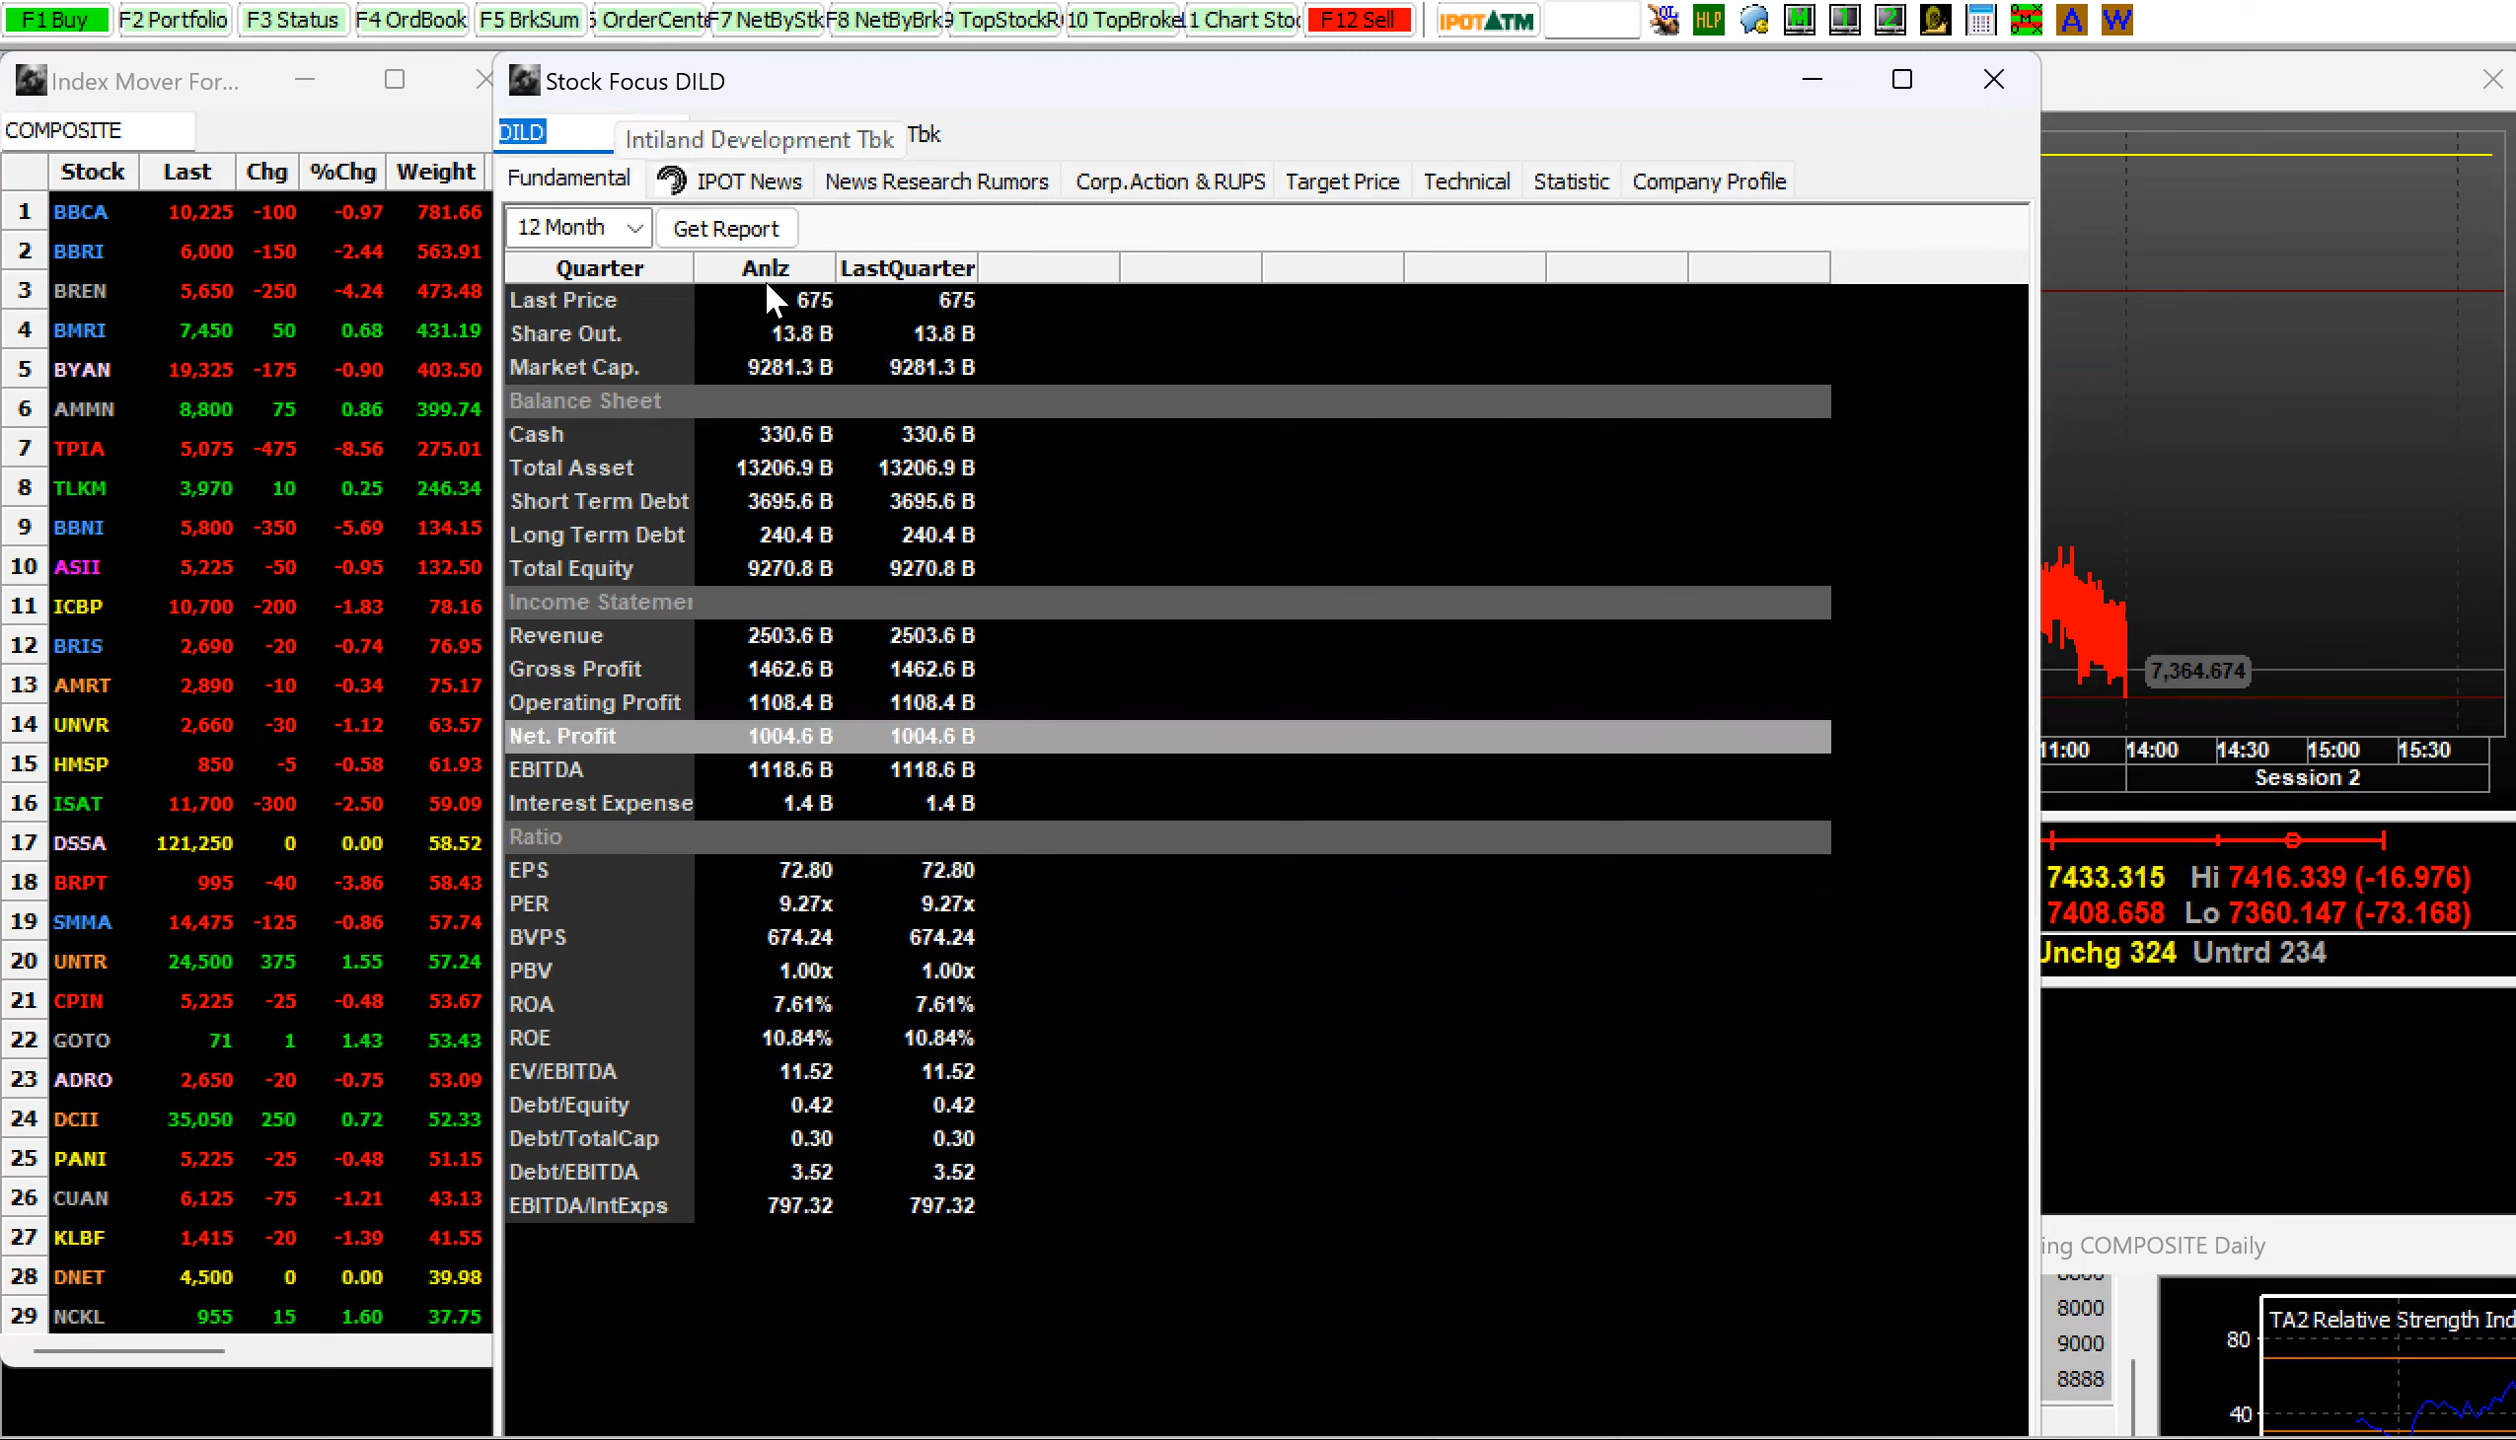 F1 Buy F2 Portfolio F3 Status F4 OrdBook F5 BrkSum OrderCente F7 NetByStk F8 NetByBrk 9 TopStockR 10 TopBroke 1 Chart Sto F12 Sell IPOT ATM QL HLP M 1 2 M A W
Index Mover For...
COMPOSITE
Stock Last Chg %Chg Weight
1 BBCA 10,225 -100 -0.97 781.66
2 BBRI 6,000 -150 -2.44 563.91
3 BREN 5,650 -250 -4.24 473.48
4 BMRI 7,450 50 0.68 431.19
5 BYAN 19,325 -175 -0.90 403.50
6 AMMN 8,800 75 0.86 399.74
7 TPIA 5,075 -475 -8.56 275.01
8 TLKM 3,970 10 0.25 246.34
9 BBNI 5,800 -350 -5.69 134.15
10 ASII 5,225 -50 -0.95 132.50
11 ICBP 10,700 -200 -1.83 78.16
12 BRIS 2,690 -20 -0.74 76.95
13 AMRT 2,890 -10 -0.34 75.17
14 UNVR 2,660 -30 -1.12 63.57
15 HMSP 850 -5 -0.58 61.93
16 ISAT 11,700 -300 -2.50 59.09
17 DSSA 121,250 0 0.00 58.52
18 BRPT 995 -40 -3.86 58.43
19 SMMA 14,475 -125 -0.86 57.74
20 UNTR 24,500 375 1.55 57.24
21 CPIN 5,225 -25 -0.48 53.67
22 GOTO 71 1 1.43 53.43
23 ADRO 2,650 -20 -0.75 53.09
24 DCII 35,050 250 0.72 52.33
25 PANI 5,225 -25 -0.48 51.15
26 CUAN 6,125 -75 -1.21 43.13
27 KLBF 1,415 -20 -1.39 41.55
28 DNET 4,500 0 0.00 39.98
29 NCKL 955 15 1.60 37.75
Stock Focus DILD
DILD Intiland Development Tbk Tbk
Fundamental IPOT News News Research Rumors Corp.Action & RUPS Target Price Technical Statistic Company Profile
12 Month Get Report
Quarter Anlz LastQuarter
Last Price 675 675
Share Out. 13.8 B 13.8 B
Market Cap. 9281.3 B 9281.3 B
Balance Sheet
Cash 330.6 B 330.6 B
Total Asset 13206.9 B 13206.9 B
Short Term Debt 3695.6 B 3695.6 B
Long Term Debt 240.4 B 240.4 B
Total Equity 9270.8 B 9270.8 B
Income Statemer
Revenue 2503.6 B 2503.6 B
Gross Profit 1462.6 B 1462.6 B
Operating Profit 1108.4 B 1108.4 B
Net. Profit 1004.6 B 1004.6 B
EBITDA 1118.6 B 1118.6 B
Interest Expense 1.4 B 1.4 B
Ratio
EPS 72.80 72.80
PER 9.27x 9.27x
BVPS 674.24 674.24
PBV 1.00x 1.00x
ROA 7.61% 7.61%
ROE 10.84% 10.84%
EV/EBITDA 11.52 11.52
Debt/Equity 0.42 0.42
Debt/TotalCap 0.30 0.30
Debt/EBITDA 3.52 3.52
EBITDA/IntExps 797.32 797.32
7,364.674
11:00 14:00 14:30 15:00 15:30
Session 2
7433.315 Hi 7416.339 (-16.976)
7408.658 Lo 7360.147 (-73.168)
Unchg 324 Untrd 234
ing COMPOSITE Daily
8000
9000
8888
TA2 Relative Strength Ind
80
40